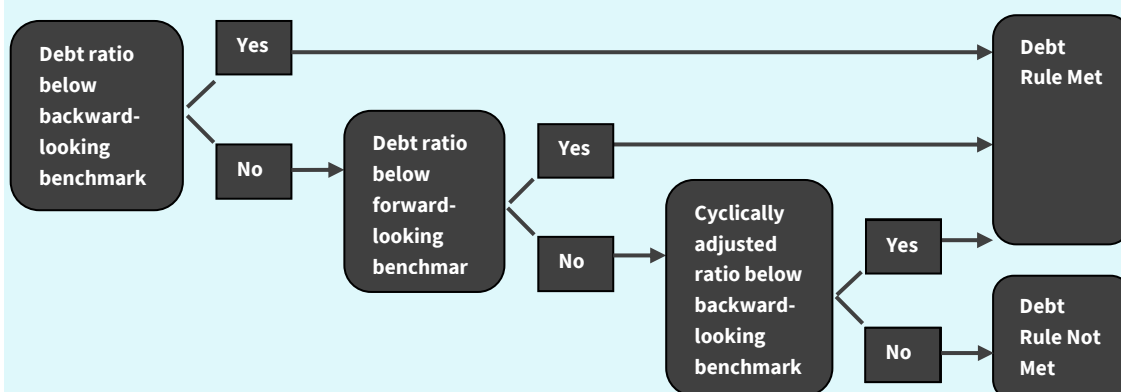 Debt ratio
below
backward-
looking
benchmark
Yes
No
Debt ratio
below
forward-
looking
benchmar
Yes
No
Cyclically
adjusted
ratio below
backward-
looking
benchmark
Yes
No
Debt
Rule Met
Debt
Rule Not
Met